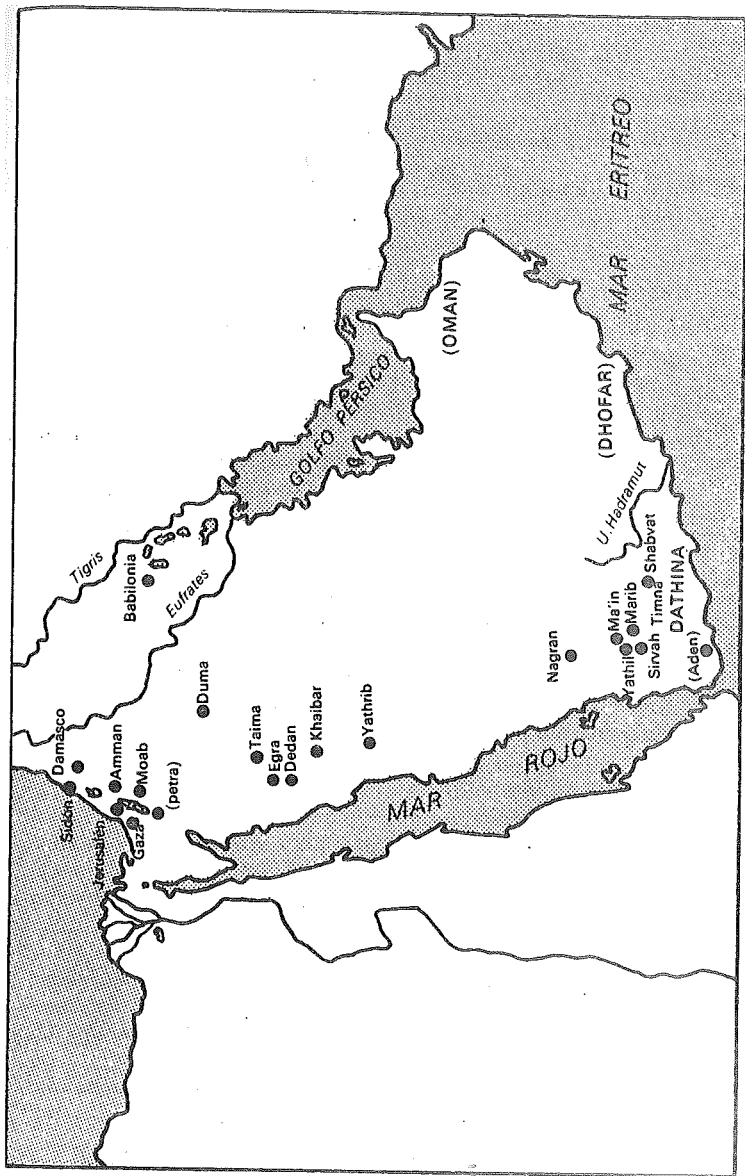 Tigris
Babilonia
Eufrates
GOLFO PÉRSICO
(OMAN)
MAR ERITREO
(DHOFAR)
U. Hadramut
Damasco
Sidon
Amman
Jerusalén
Moab
Gaza
(petra)
Duma
Taima
Egra
Dedan
Khaibar
Yathrib
MAR ROJO
Nagran
Ma'in
Yathil
Marib
Sirvah
Timna
Shabvat
DATHINA
(Aden)